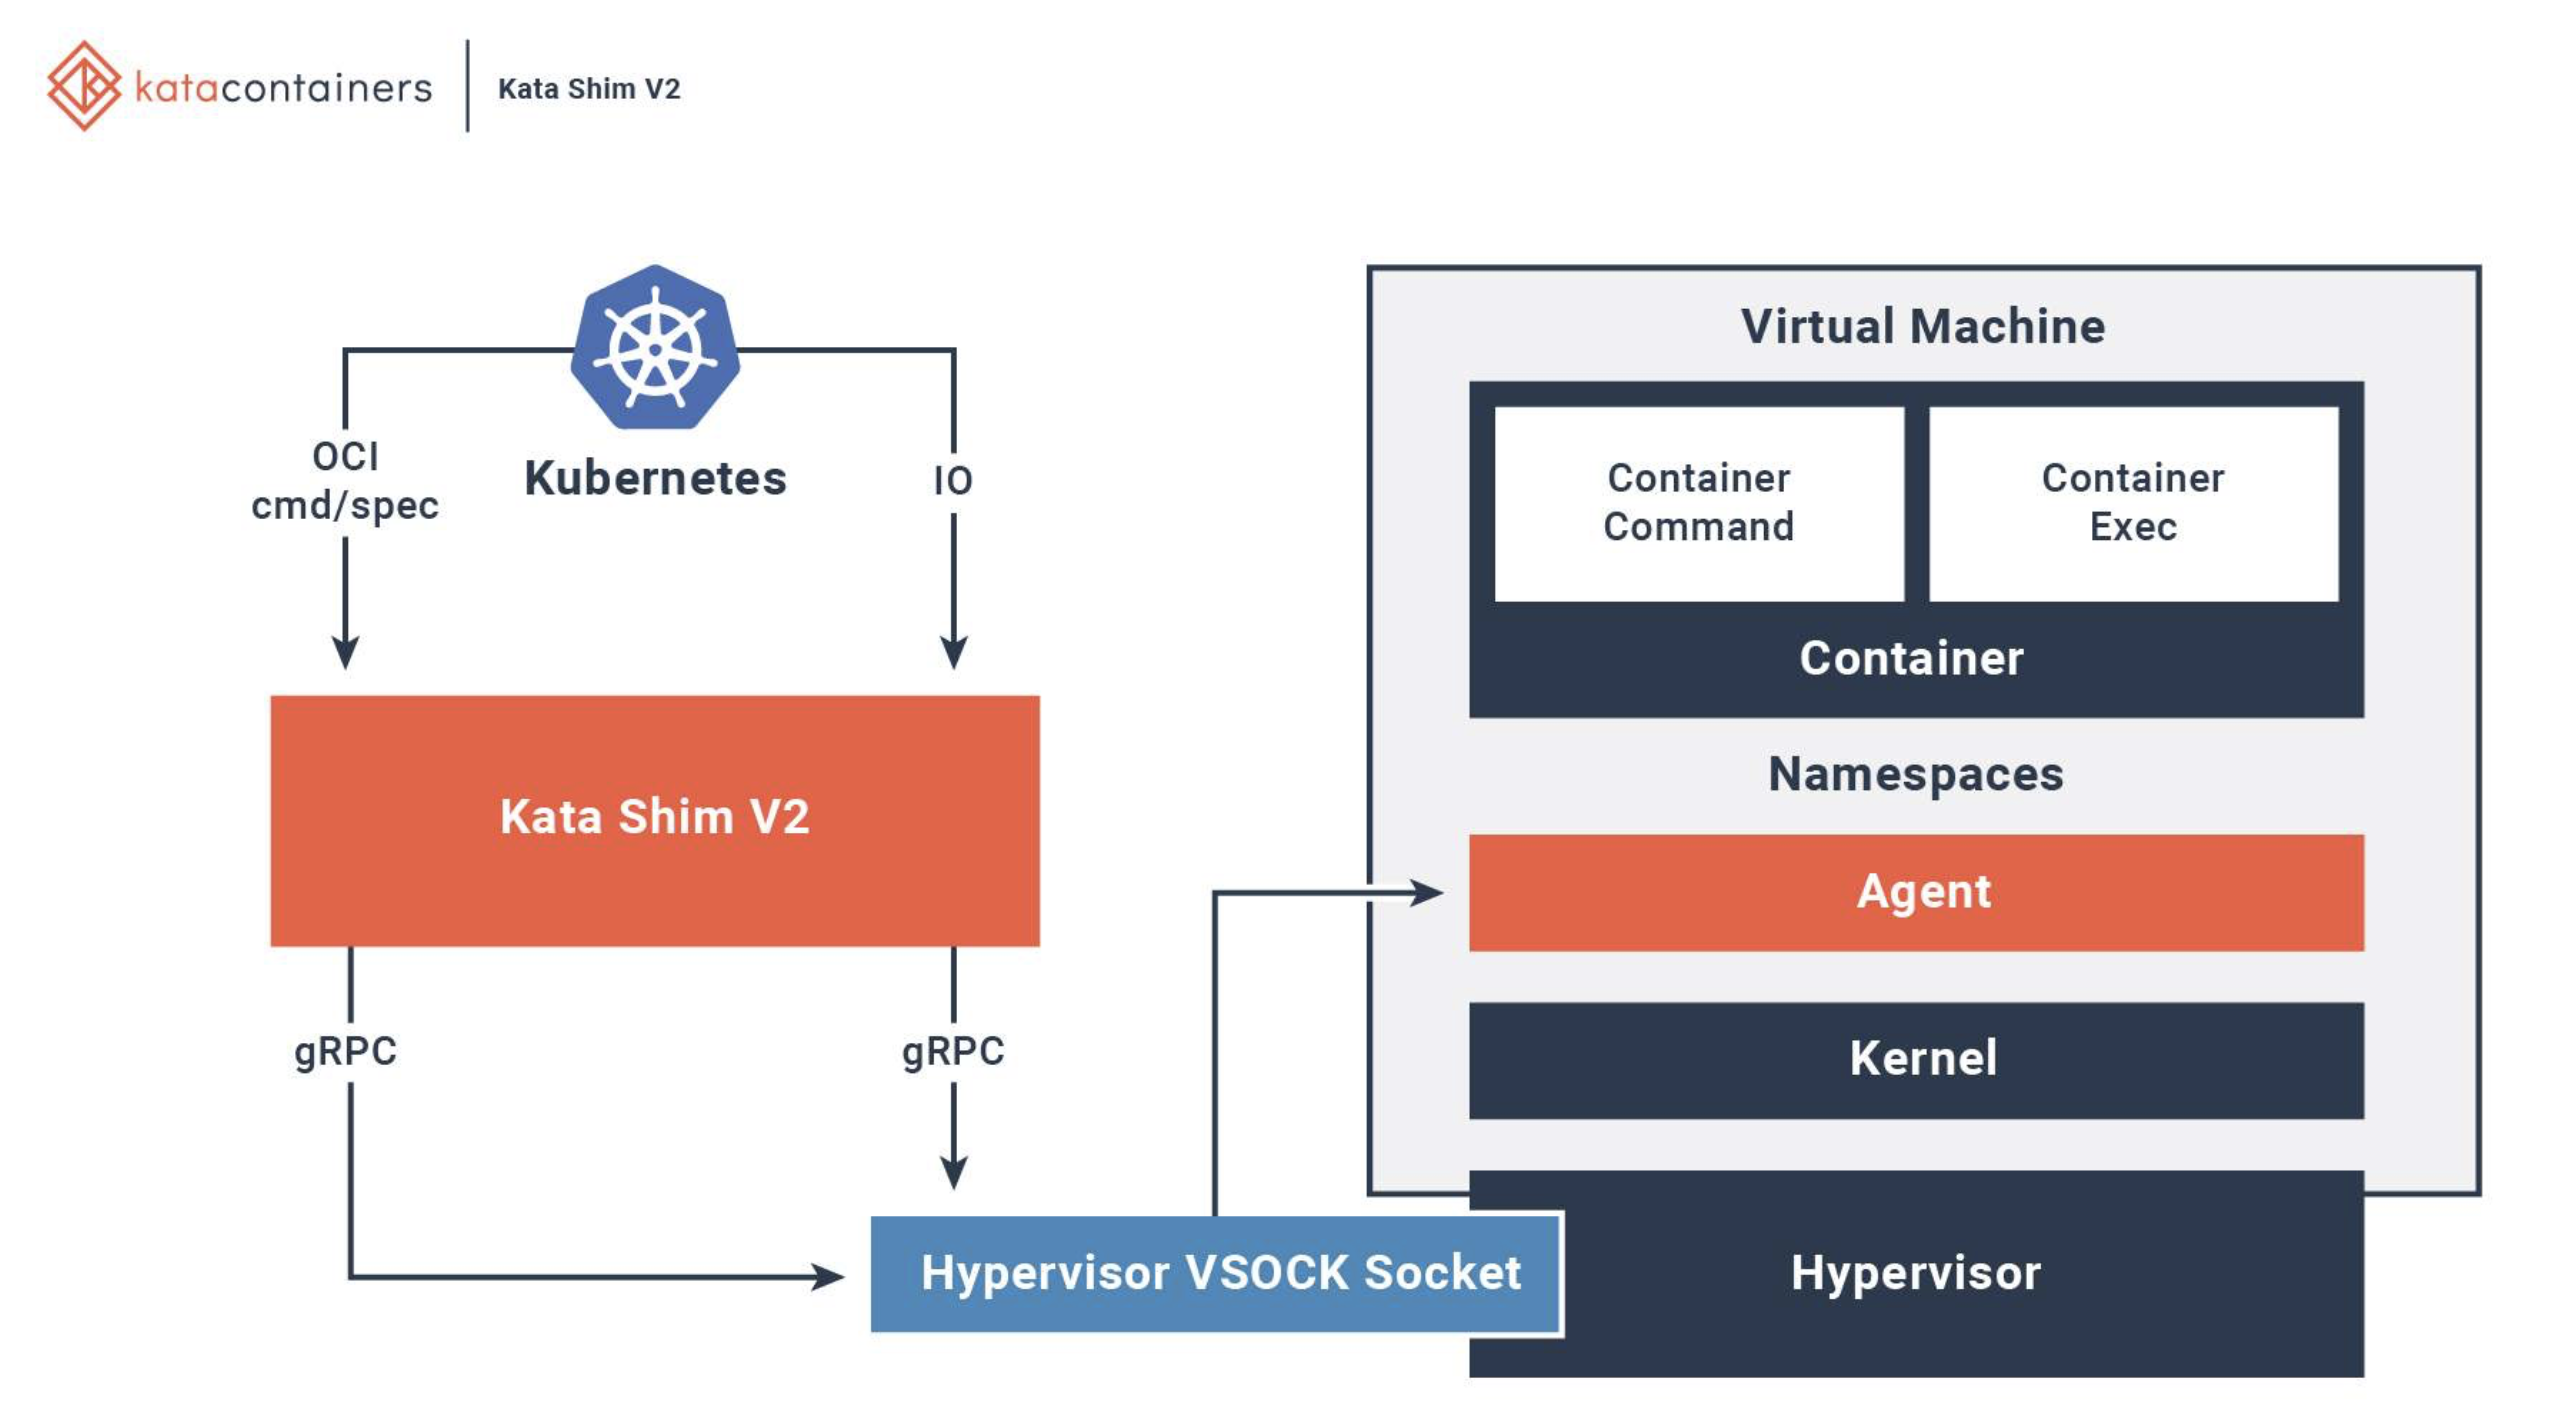 katacontainers
Kata Shim V2
OCI
cmd/spec
Kubernetes
IO
Kata Shim V2
gRPC
gRPC
Hypervisor VSOCK Socket
Virtual Machine
Container
Command
Container
Exec
Container
Namespaces
Agent
Kernel
Hypervisor